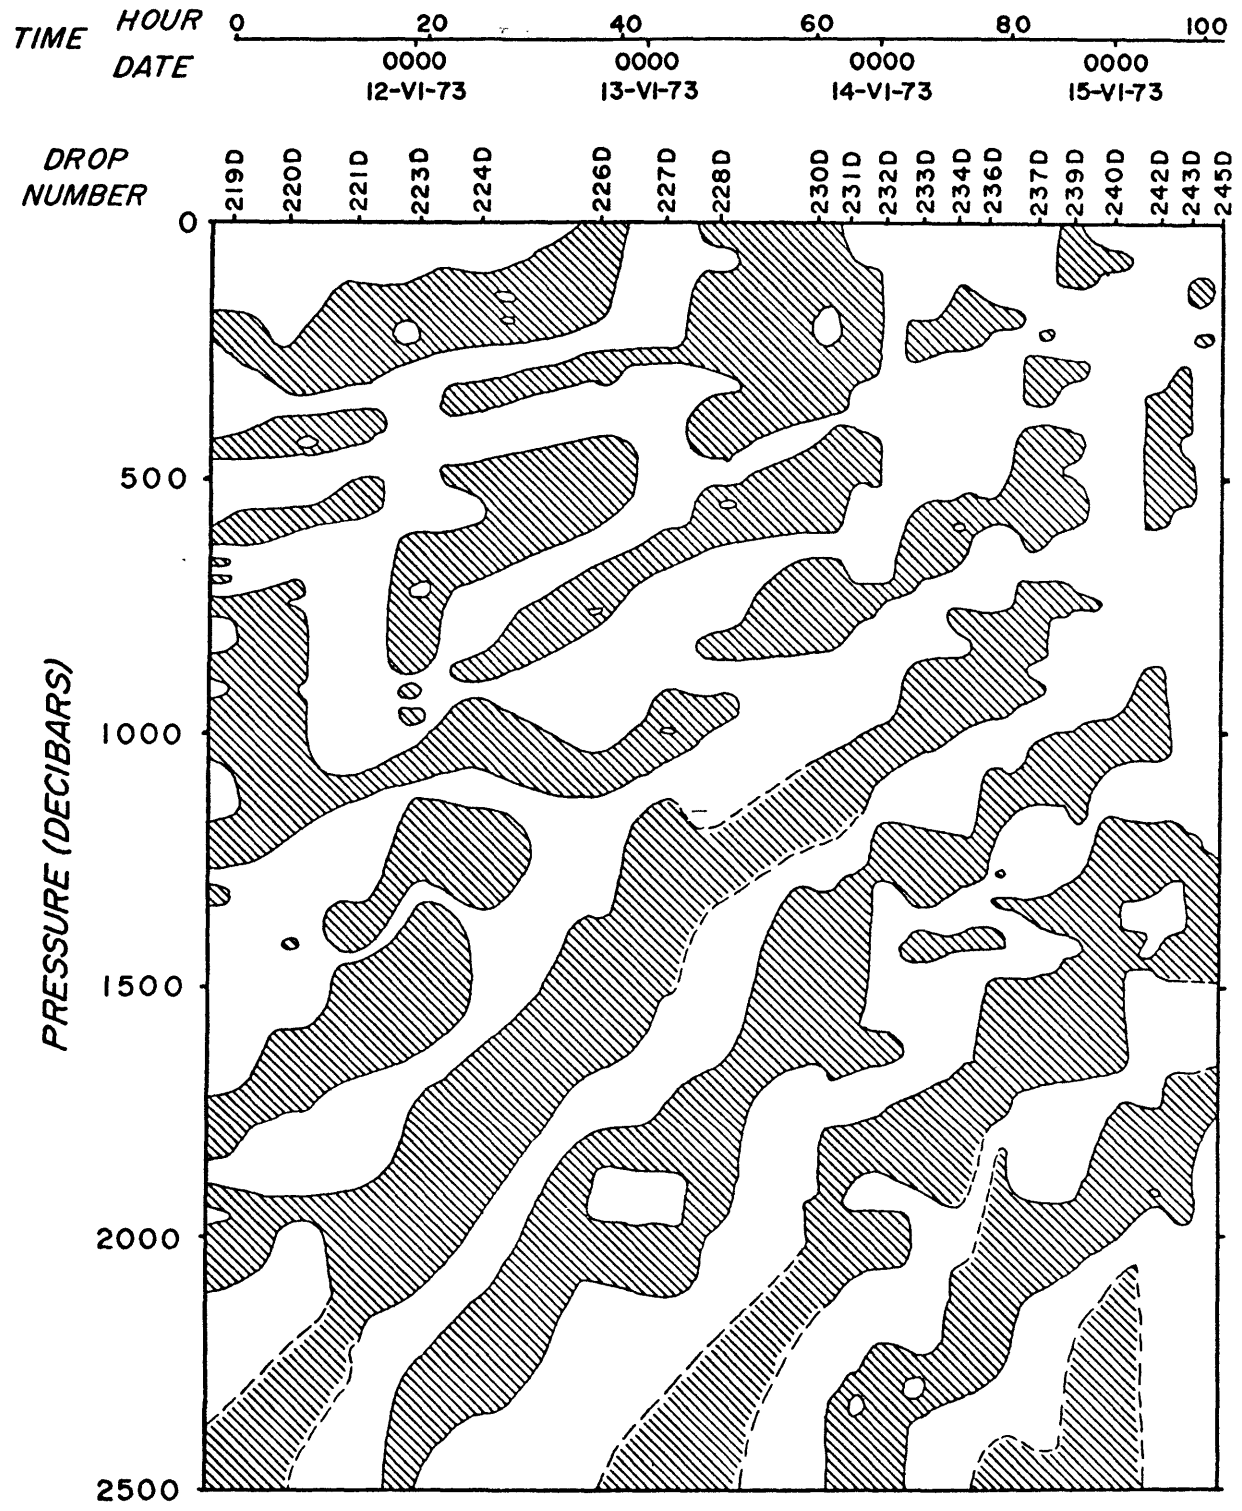 TIME HOUR 0 20 40 60 80 100
DATE 0000 0000 0000 0000
12-VI-73 13-VI-73 14-VI-73 15-VI-73
DROP NUMBER 219D 220D 221D 223D 224D 226D 227D 228D 230D 231D 232D 233D 234D 236D 237D 239D 240D 242D 243D 245D
0
500
1000
1500
2000
2500
PRESSURE (DECIBARS)